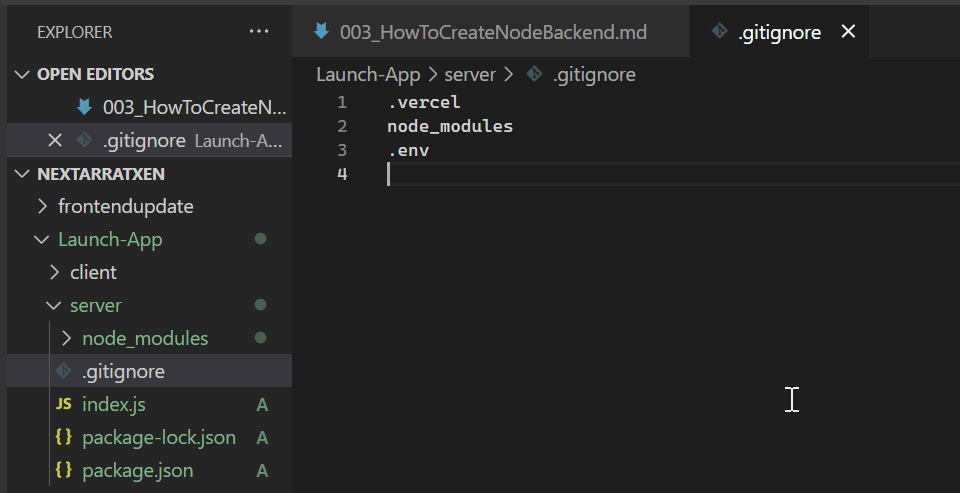 EXPLORER
OPEN EDITORS
003_HowToCreateN...
.gitignore Launch-A...
NEXTARRATXEN
frontendupdate
Launch-App
client
server
node_modules
.gitignore
JS index.js A
{} package-lock.json A
{} package.json A
003_HowToCreateNodeBackend.md .gitignore
Launch-App > server > .gitignore
1 .vercel
2 node_modules
3 .env
4